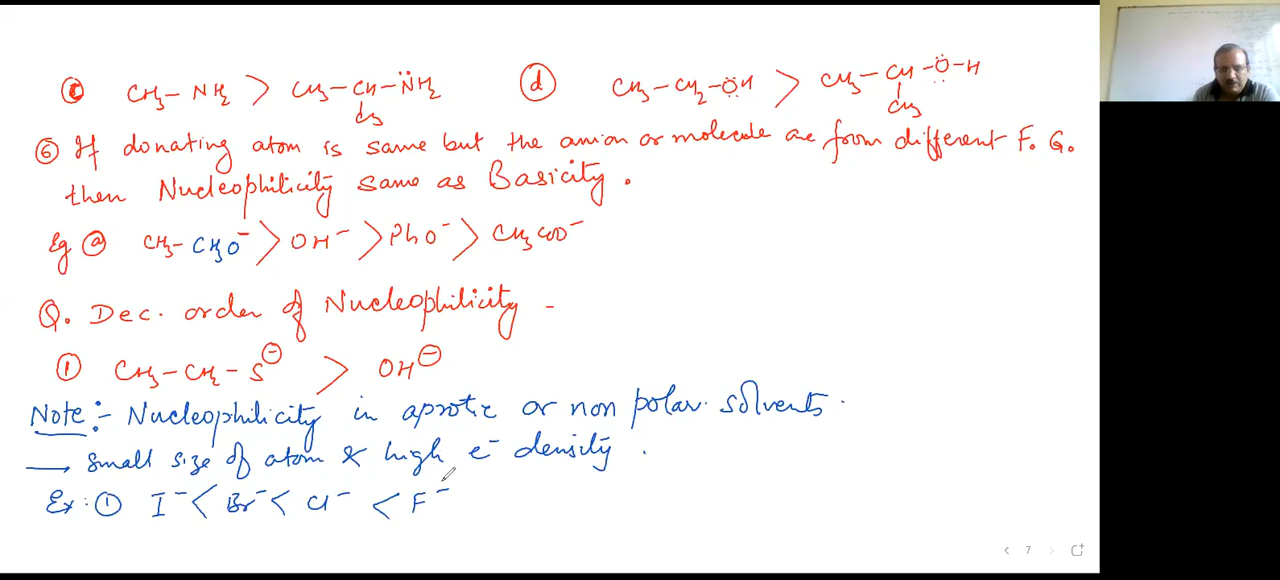 (c) CH3 - NH2 > CH3 - CH - N̈H2
CH3
(d) CH3 - CH2 - ÖH > CH3 - CH - Ö - H
CH3
(6) If donating atom is same but the anion or molecule are from different F. G.
then Nucleophilicity same as Basicity.
Eg (a) CH3 - CH2O⁻ > OH⁻ > PhO⁻ > CH3COO⁻
Q. Dec. order of Nucleophilicity -
(1) CH3 - CH2 - S⊖ > OH⊖
Note :- Nucleophilicity in aprotic or non polar solvents.
→ Small size of atom & high e⁻ density.
Ex : (1) I⁻ < Br⁻ < Cl⁻ < F⁻
< 7 >